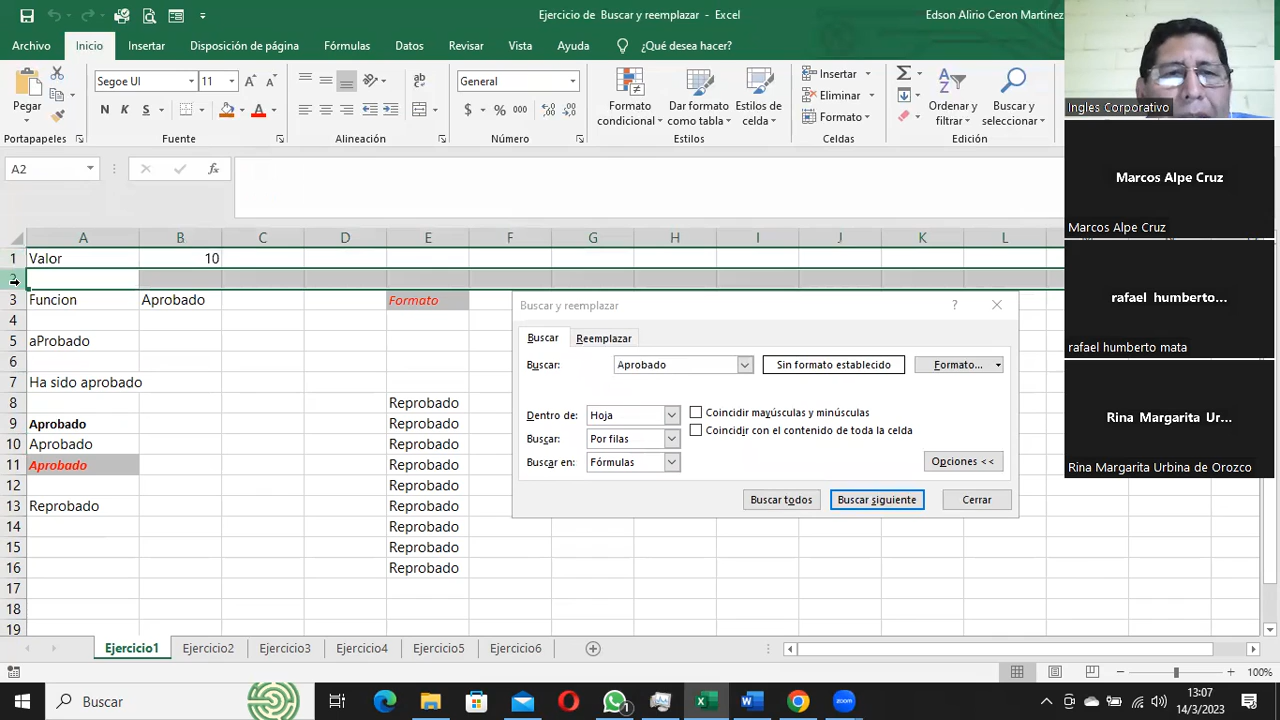 Ejercicio de Buscar y reemplazar - Excel
Edson Alirio Ceron Martinez
Archivo Inicio Insertar Disposición de página Fórmulas Datos Revisar Vista Ayuda ¿Qué desea hacer?
Pegar
Segoe UI 11
N K S
General
$ % 000
Formato condicional
Dar formato como tabla
Estilos de celda
Insertar
Eliminar
Formato
Ordenar y filtrar
Buscar y seleccionar
Portapapeles Fuente Alineación Número Estilos Celdas Edición
A2
fx
A B C D E F G H I J K L
1 Valor 10
2
3 Funcion Aprobado Formato
4
5 aProbado
6
7 Ha sido aprobado
8 Reprobado
9 Aprobado Reprobado
10 Aprobado Reprobado
11 Aprobado Reprobado
12 Reprobado
13 Reprobado Reprobado
14 Reprobado
15 Reprobado
16 Reprobado
17
18
19
Buscar y reemplazar
?
Buscar Reemplazar
Buscar: Aprobado Sin formato establecido Formato...
Dentro de: Hoja Coincidir mayúsculas y minúsculas
Buscar: Por filas Coincidir con el contenido de toda la celda
Buscar en: Fórmulas Opciones <<
Buscar todos Buscar siguiente Cerrar
Ingles Corporativo
Marcos Alpe Cruz
Marcos Alpe Cruz
rafael humberto...
rafael humberto mata
Rina Margarita Ur...
Rina Margarita Urbina de Orozco
Ejercicio1 Ejercicio2 Ejercicio3 Ejercicio4 Ejercicio5 Ejercicio6
100%
Buscar
zoom
13:07
14/3/2023